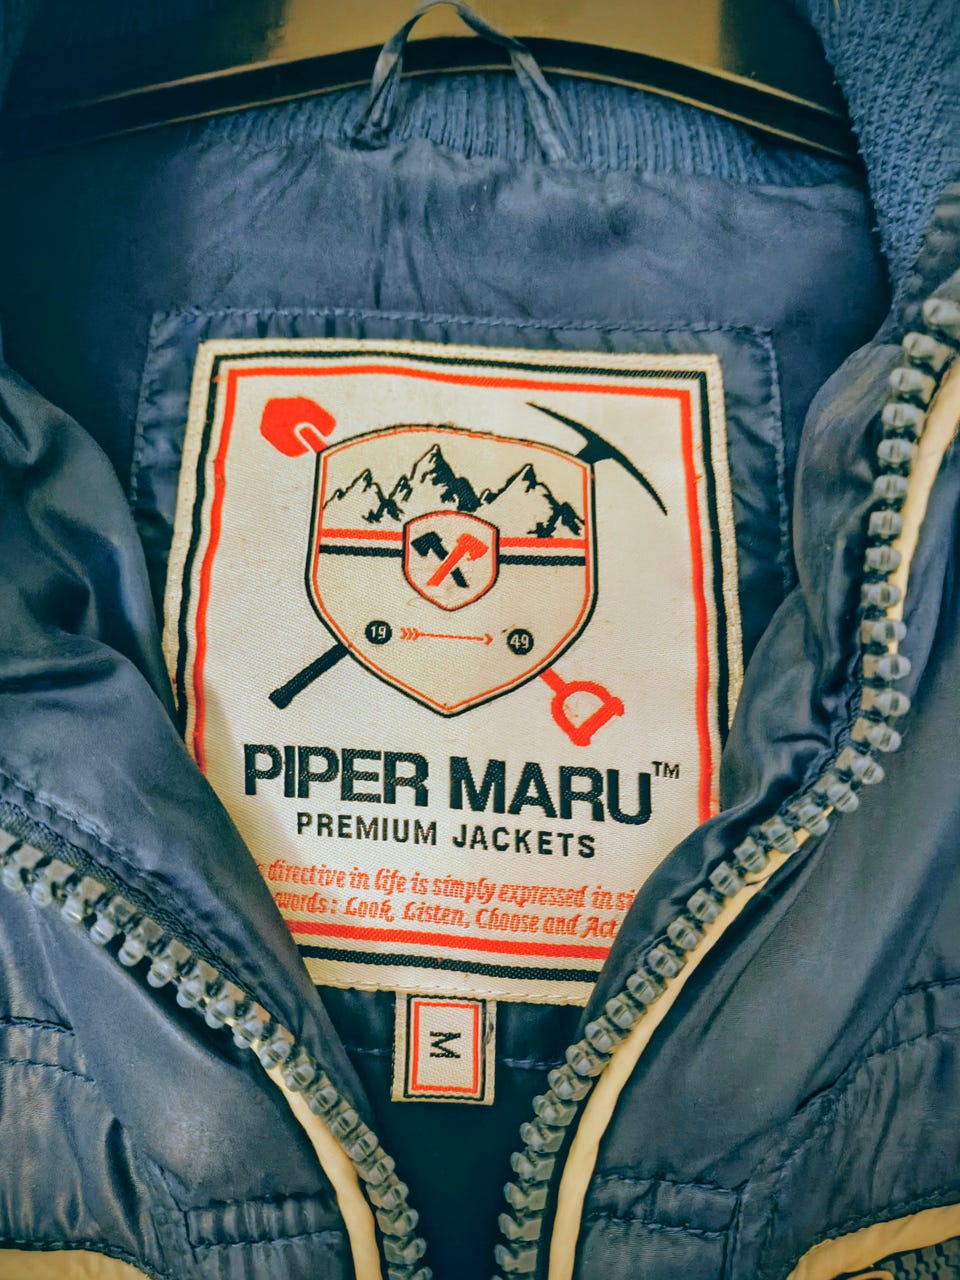 19 49
PIPER MARU™
PREMIUM JACKETS
directive in life is simply expressed in
words: Look, Listen, Choose and Act
M